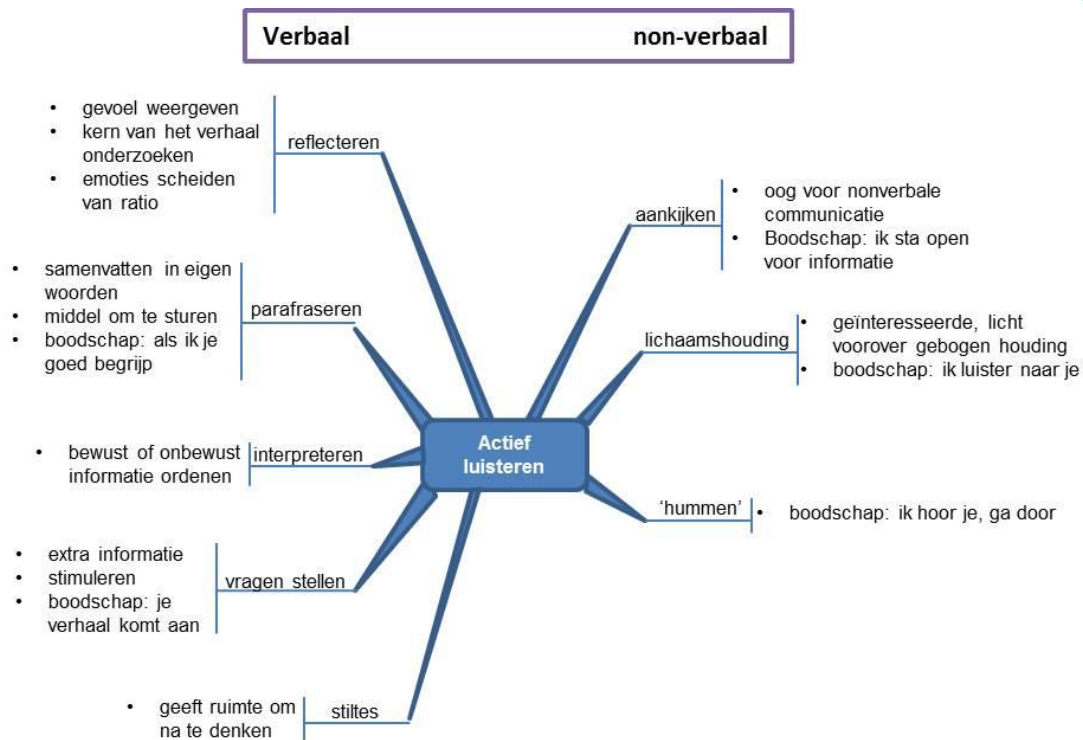 Verbaal non-verbaal
• gevoel weergeven
• kern van het verhaal
onderzoeken
• emoties scheiden
van ratio
reflecteren
• samenvatten in eigen
woorden
• middel om te sturen
• boodschap: als ik je
goed begrijp
parafraseren
• bewust of onbewust
informatie ordenen
interpreteren
• extra informatie
• stimuleren
• boodschap: je
verhaal komt aan
vragen stellen
• geeft ruimte om
na te denken
stiltes
Actief
luisteren
aankijken
• oog voor nonverbale
communicatie
• Boodschap: ik sta open
voor informatie
lichaamshouding
• geïnteresseerde, licht
voorover gebogen houding
• boodschap: ik luister naar je
‘hummen’
• boodschap: ik hoor je, ga door